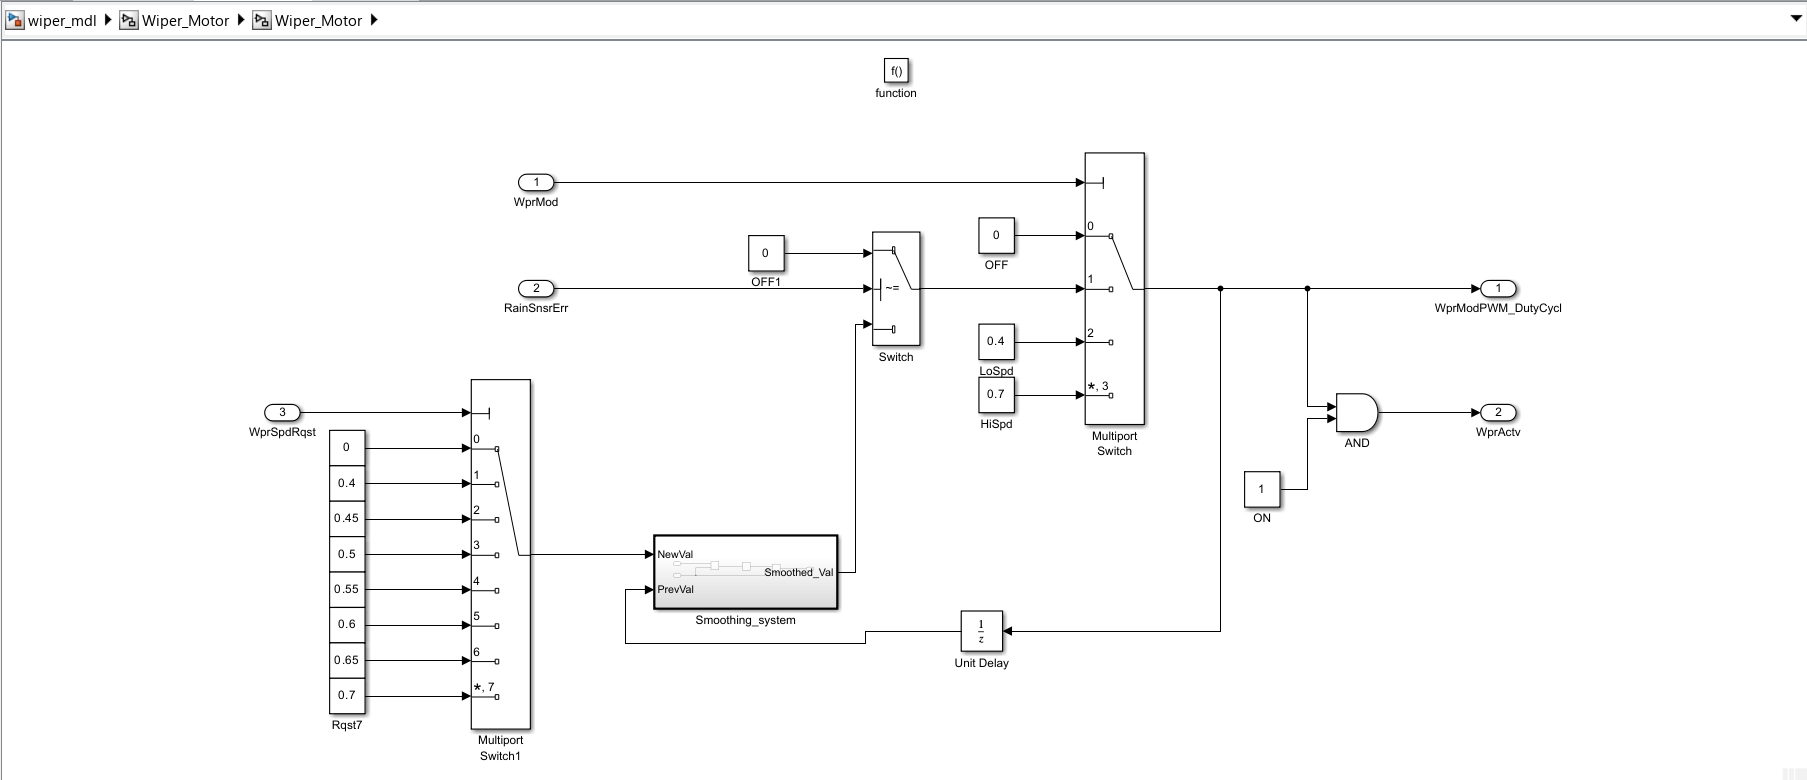 wiper_mdl Wiper_Motor Wiper_Motor
f()
function
1
WprMod
0
0
OFF
0
OFF1
2
RainSnsrErr
~=
Switch
1
0.4
LoSpd
2
0.7
HiSpd
*, 3
Multiport
Switch
1
WprModPWM_DutyCycl
AND
2
WprActv
1
ON
3
WprSpdRqst
0
0
0.4
1
0.45
2
0.5
3
0.55
4
0.6
5
0.65
6
0.7
*, 7
Rqst7
Multiport
Switch1
NewVal
Smoothed_Val
PrevVal
Smoothing_system
1
z
Unit Delay